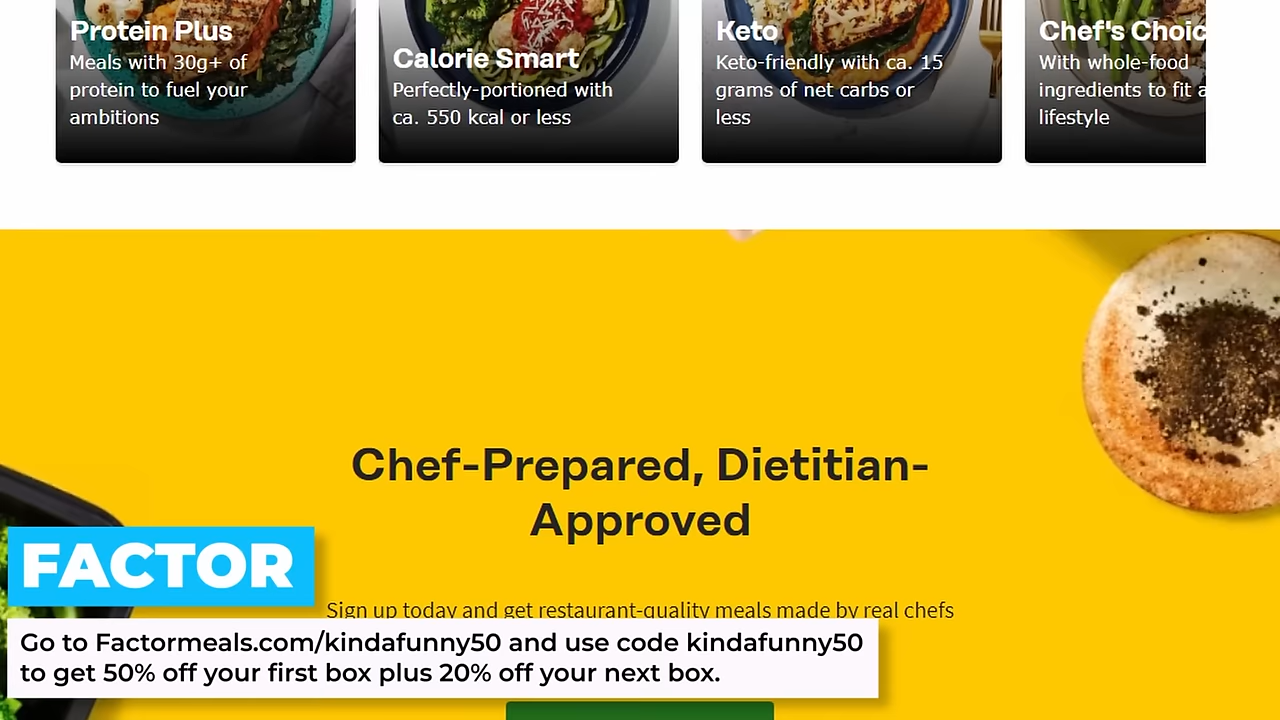 Protein Plus
Meals with 30g+ of
protein to fuel your
ambitions
Calorie Smart
Perfectly-portioned with
ca. 550 kcal or less
Keto
Keto-friendly with ca. 15
grams of net carbs or
less
Chef's Choic
With whole-food
ingredients to fit a
lifestyle
Chef-Prepared, Dietitian-
Approved
Sign up today and get restaurant-quality meals made by real chefs
FACTOR
Go to Factormeals.com/kindafunny50 and use code kindafunny50
to get 50% off your first box plus 20% off your next box.